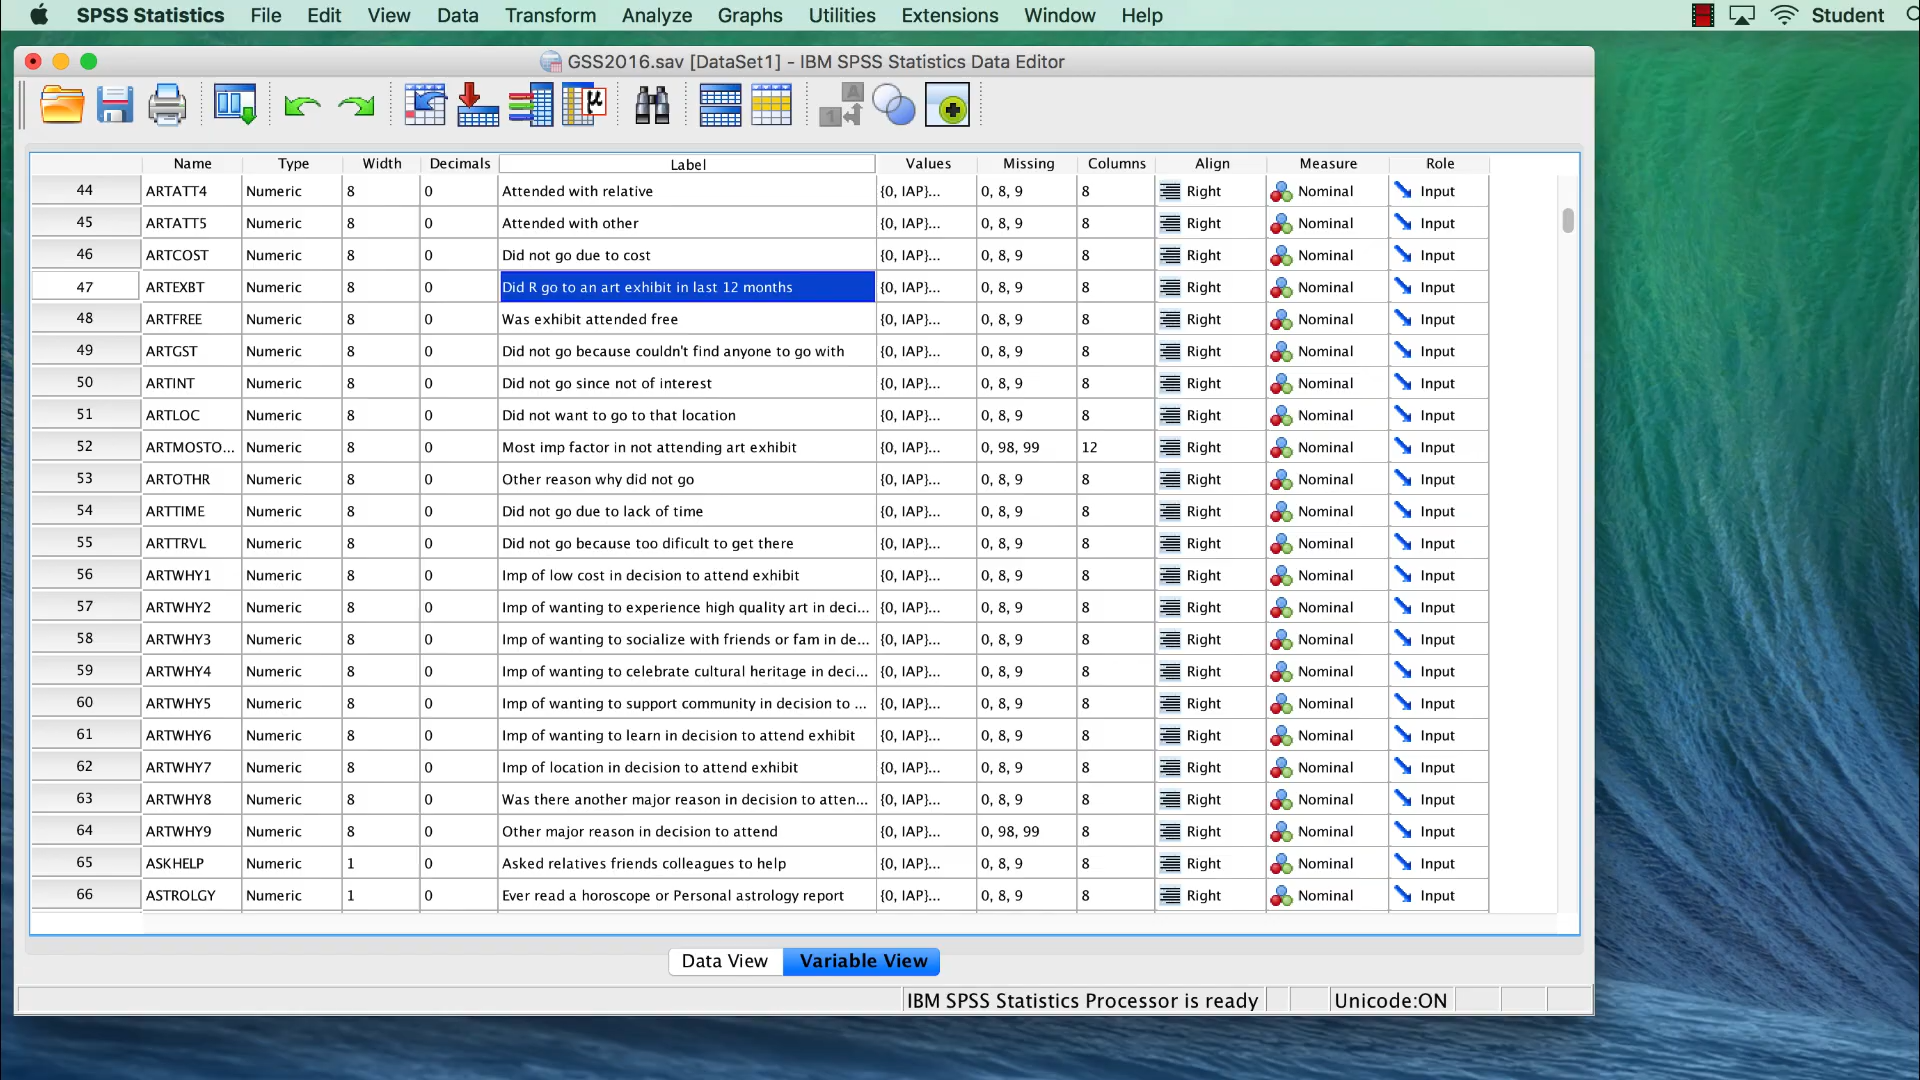 SPSS Statistics File Edit View Data Transform Analyze Graphs Utilities Extensions Window Help Student
GSS2016.sav [DataSet1] - IBM SPSS Statistics Data Editor
Name Type Width Decimals Label Values Missing Columns Align Measure Role
44 ARTATT4 Numeric 8 0 Attended with relative {0, IAP}... 0, 8, 9 8 Right Nominal Input
45 ARTATT5 Numeric 8 0 Attended with other {0, IAP}... 0, 8, 9 8 Right Nominal Input
46 ARTCOST Numeric 8 0 Did not go due to cost {0, IAP}... 0, 8, 9 8 Right Nominal Input
47 ARTEXBT Numeric 8 0 Did R go to an art exhibit in last 12 months {0, IAP}... 0, 8, 9 8 Right Nominal Input
48 ARTFREE Numeric 8 0 Was exhibit attended free {0, IAP}... 0, 8, 9 8 Right Nominal Input
49 ARTGST Numeric 8 0 Did not go because couldn't find anyone to go with {0, IAP}... 0, 8, 9 8 Right Nominal Input
50 ARTINT Numeric 8 0 Did not go since not of interest {0, IAP}... 0, 8, 9 8 Right Nominal Input
51 ARTLOC Numeric 8 0 Did not want to go to that location {0, IAP}... 0, 8, 9 8 Right Nominal Input
52 ARTMOSTO... Numeric 8 0 Most imp factor in not attending art exhibit {0, IAP}... 0, 98, 99 12 Right Nominal Input
53 ARTOTHR Numeric 8 0 Other reason why did not go {0, IAP}... 0, 8, 9 8 Right Nominal Input
54 ARTTIME Numeric 8 0 Did not go due to lack of time {0, IAP}... 0, 8, 9 8 Right Nominal Input
55 ARTTRVL Numeric 8 0 Did not go because too dificult to get there {0, IAP}... 0, 8, 9 8 Right Nominal Input
56 ARTWHY1 Numeric 8 0 Imp of low cost in decision to attend exhibit {0, IAP}... 0, 8, 9 8 Right Nominal Input
57 ARTWHY2 Numeric 8 0 Imp of wanting to experience high quality art in deci... {0, IAP}... 0, 8, 9 8 Right Nominal Input
58 ARTWHY3 Numeric 8 0 Imp of wanting to socialize with friends or fam in de... {0, IAP}... 0, 8, 9 8 Right Nominal Input
59 ARTWHY4 Numeric 8 0 Imp of wanting to celebrate cultural heritage in deci... {0, IAP}... 0, 8, 9 8 Right Nominal Input
60 ARTWHY5 Numeric 8 0 Imp of wanting to support community in decision to ... {0, IAP}... 0, 8, 9 8 Right Nominal Input
61 ARTWHY6 Numeric 8 0 Imp of wanting to learn in decision to attend exhibit {0, IAP}... 0, 8, 9 8 Right Nominal Input
62 ARTWHY7 Numeric 8 0 Imp of location in decision to attend exhibit {0, IAP}... 0, 8, 9 8 Right Nominal Input
63 ARTWHY8 Numeric 8 0 Was there another major reason in decision to atten... {0, IAP}... 0, 8, 9 8 Right Nominal Input
64 ARTWHY9 Numeric 8 0 Other major reason in decision to attend {0, IAP}... 0, 98, 99 8 Right Nominal Input
65 ASKHELP Numeric 1 0 Asked relatives friends colleagues to help {0, IAP}... 0, 8, 9 8 Right Nominal Input
66 ASTROLGY Numeric 1 0 Ever read a horoscope or Personal astrology report {0, IAP}... 0, 8, 9 8 Right Nominal Input
Data View Variable View
IBM SPSS Statistics Processor is ready Unicode:ON